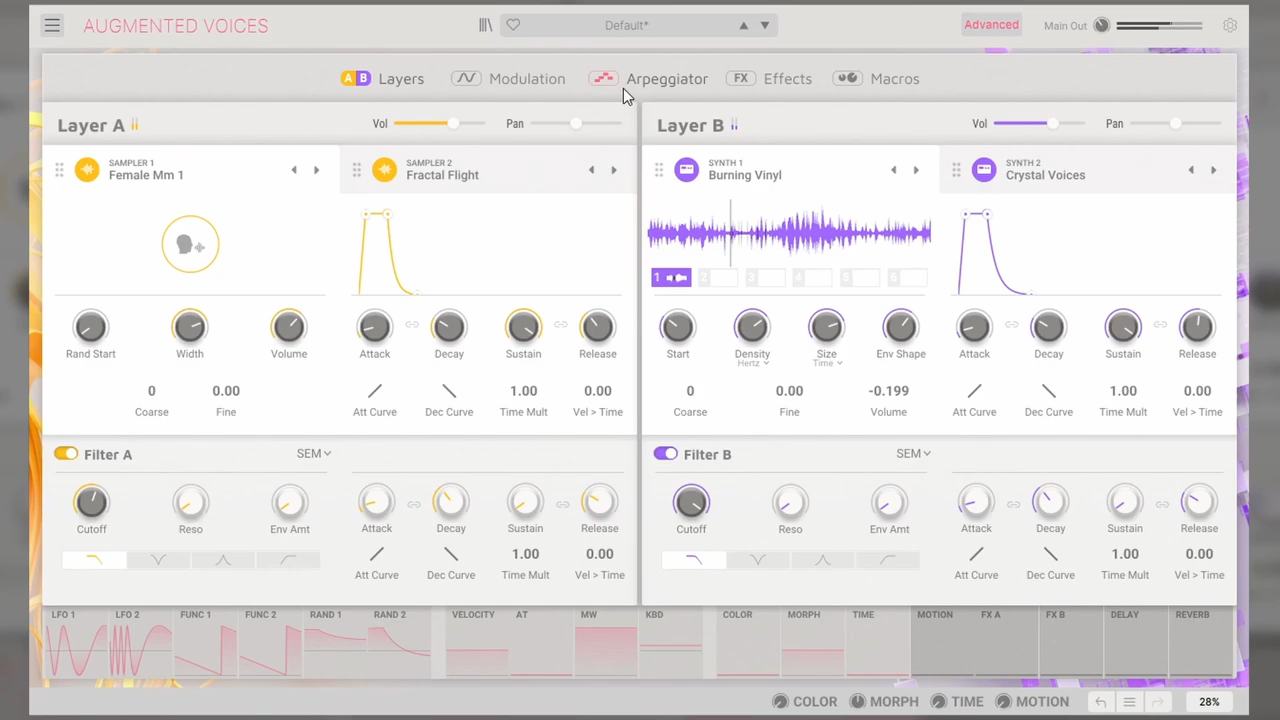 AUGMENTED VOICES
Default*
Advanced
Main Out
A B Layers
Modulation
Arpeggiator
FX Effects
Macros
Layer A
Vol
Pan
Layer B
Vol
Pan
SAMPLER 1
Female Mm 1
SAMPLER 2
Fractal Flight
SYNTH 1
Burning Vinyl
SYNTH 2
Crystal Voices
1 2 3 4 5 6
Rand Start
Width
Volume
Attack
Decay
Sustain
Release
Start
Density
Hertz
Size
Time
Env Shape
Attack
Decay
Sustain
Release
0
Coarse
0.00
Fine
Att Curve
Dec Curve
1.00
Time Mult
0.00
Vel > Time
0
Coarse
0.00
Fine
-0.199
Volume
Att Curve
Dec Curve
1.00
Time Mult
0.00
Vel > Time
Filter A
SEM
Filter B
SEM
Cutoff
Reso
Env Amt
Attack
Decay
Sustain
Release
Cutoff
Reso
Env Amt
Attack
Decay
Sustain
Release
Att Curve
Dec Curve
1.00
Time Mult
0.00
Vel > Time
Att Curve
Dec Curve
1.00
Time Mult
0.00
Vel > Time
LFO 1
LFO 2
FUNC 1
FUNC 2
RAND 1
RAND 2
VELOCITY
AT
MW
KBD
COLOR
MORPH
TIME
MOTION
FX A
FX B
DELAY
REVERB
COLOR
MORPH
TIME
MOTION
28%